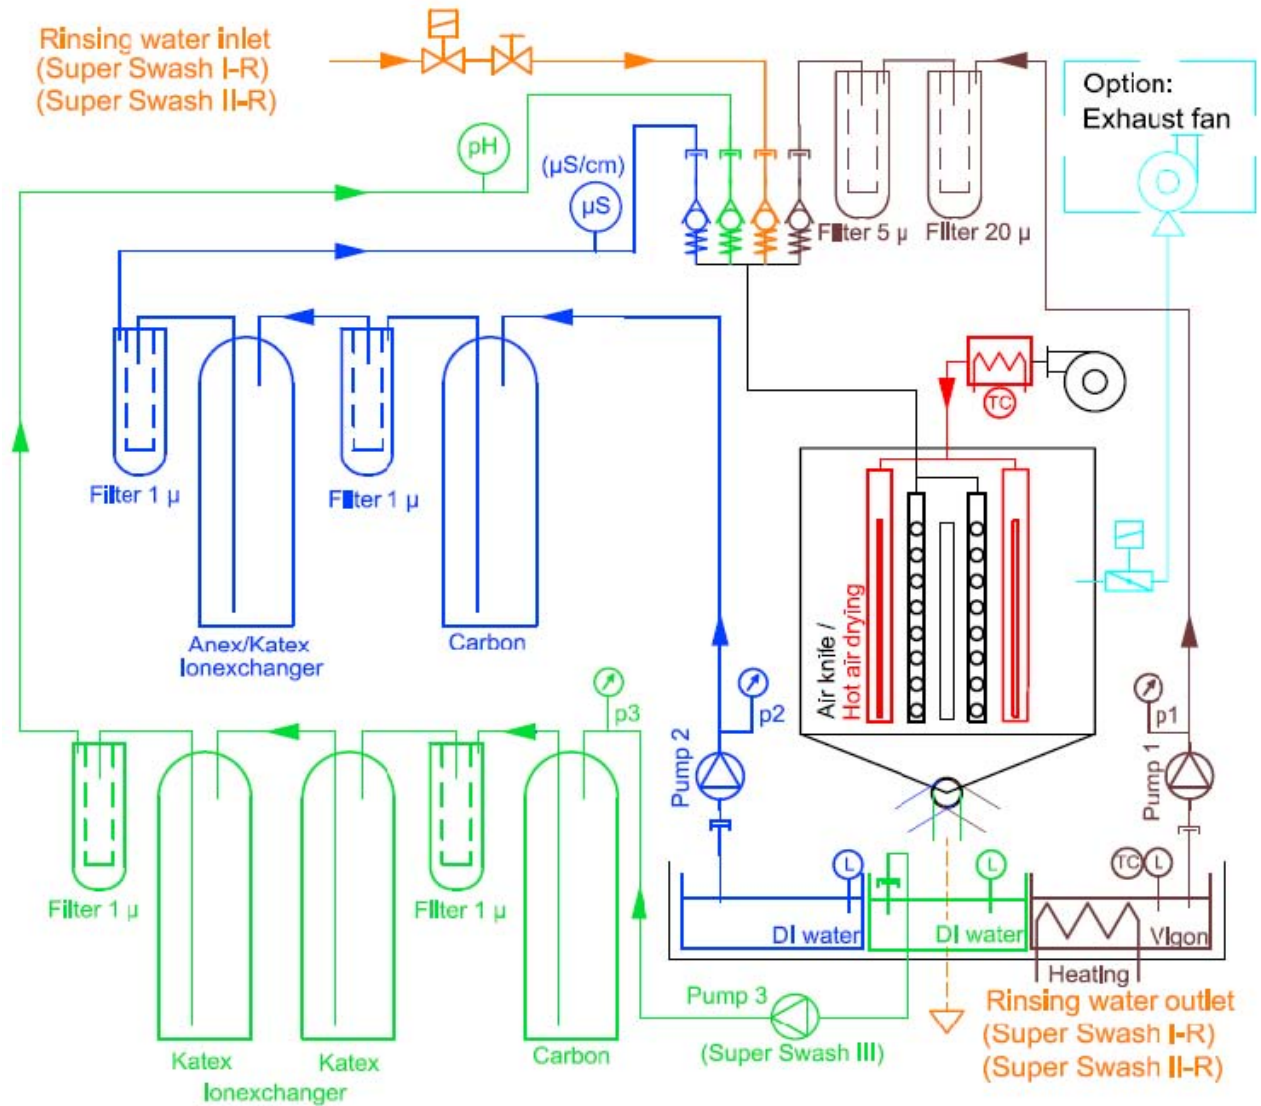 Rinsing water inlet
(Super Swash I-R)
(Super Swash II-R)
Option:
Exhaust fan
pH
(µS/cm)
µS
Filter 5 µ
Filter 20 µ
TC
Filter 1 µ
Filter 1 µ
Anex/Katex
Ionexchanger
Carbon
Air knife /
Hot air drying
p3
p2
p1
Pump 2
Pump 1
L
L
TC
L
Filter 1 µ
Filter 1 µ
DI water
DI water
Vigon
Heating
Pump 3
(Super Swash III)
Rinsing water outlet
(Super Swash I-R)
(Super Swash II-R)
Katex
Katex
Ionexchanger
Carbon